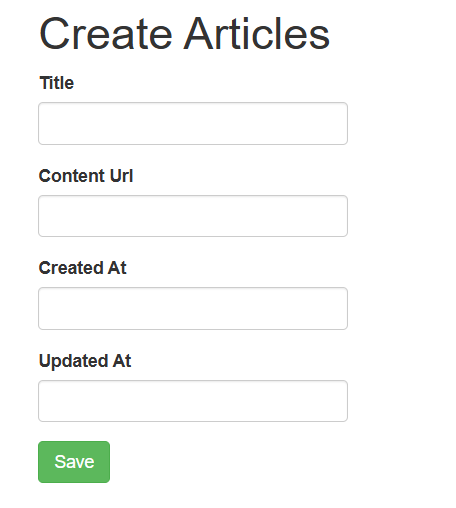 Create Articles
Title
Content Url
Created At
Updated At
Save